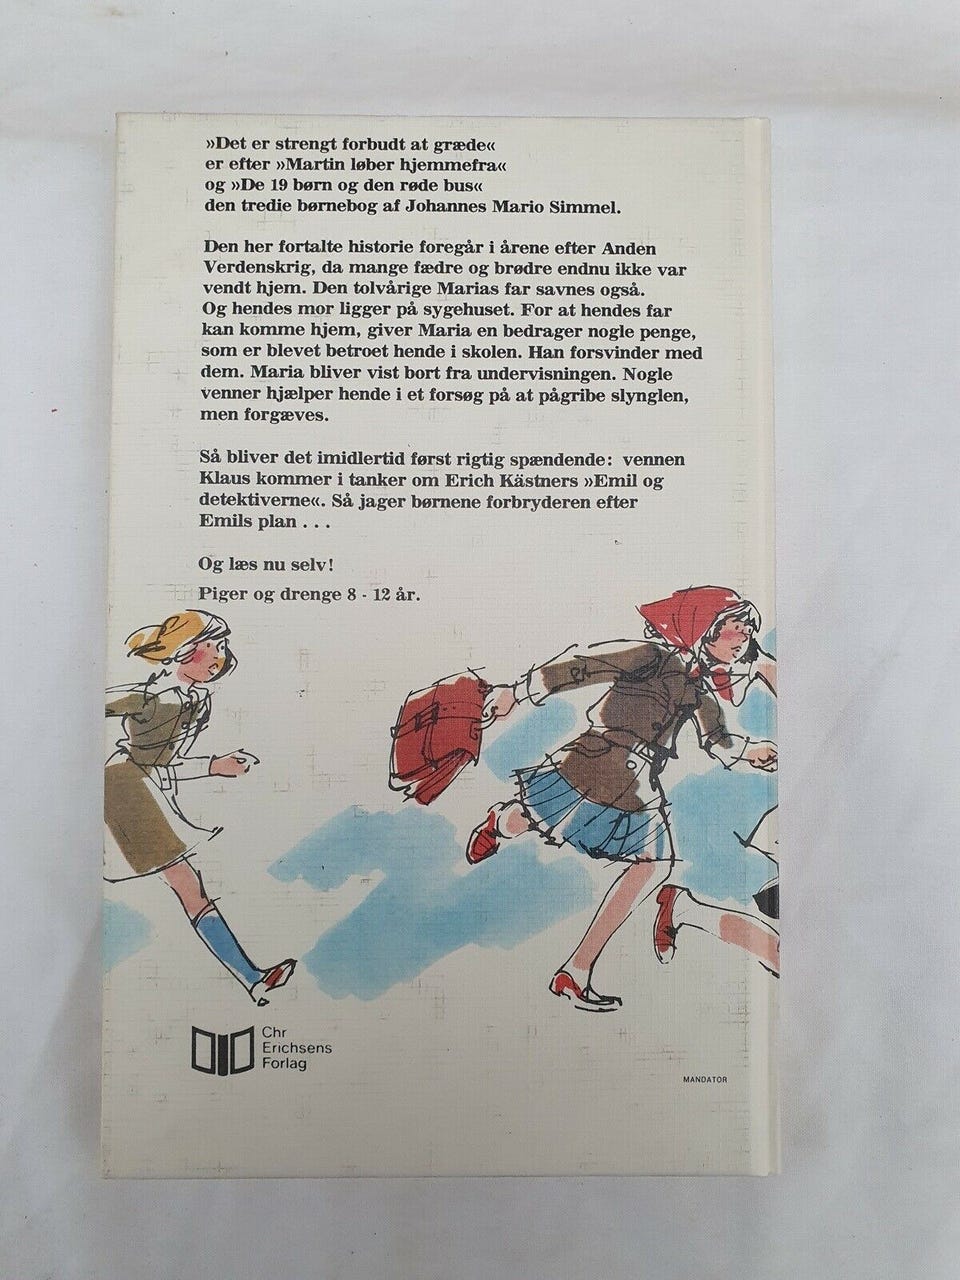 »Det er strengt forbudt at græde«
er efter »Martin løber hjemmefra«
og »De 19 børn og den røde bus«
den tredie børnebog af Johannes Mario Simmel.
Den her fortalte historie foregår i årene efter Anden
Verdenskrig, da mange fædre og brødre endnu ikke var
vendt hjem. Den tolvårige Marias far savnes også.
Og hendes mor ligger på sygehuset. For at hendes far
kan komme hjem, giver Maria en bedrager nogle penge,
som er blevet betroet hende i skolen. Han forsvinder med
dem. Maria bliver vist bort fra undervisningen. Nogle
venner hjælper hende i et forsøg på at pågribe slynglen,
men forgæves.
Så bliver det imidlertid først rigtig spændende: vennen
Klaus kommer i tanker om Erich Kästners »Emil og
detektiverne«. Så jager børnene forbryderen efter
Emils plan . . .
Og læs nu selv!
Piger og drenge 8 - 12 år.
Chr
Erichsens
Forlag
MANDATOR